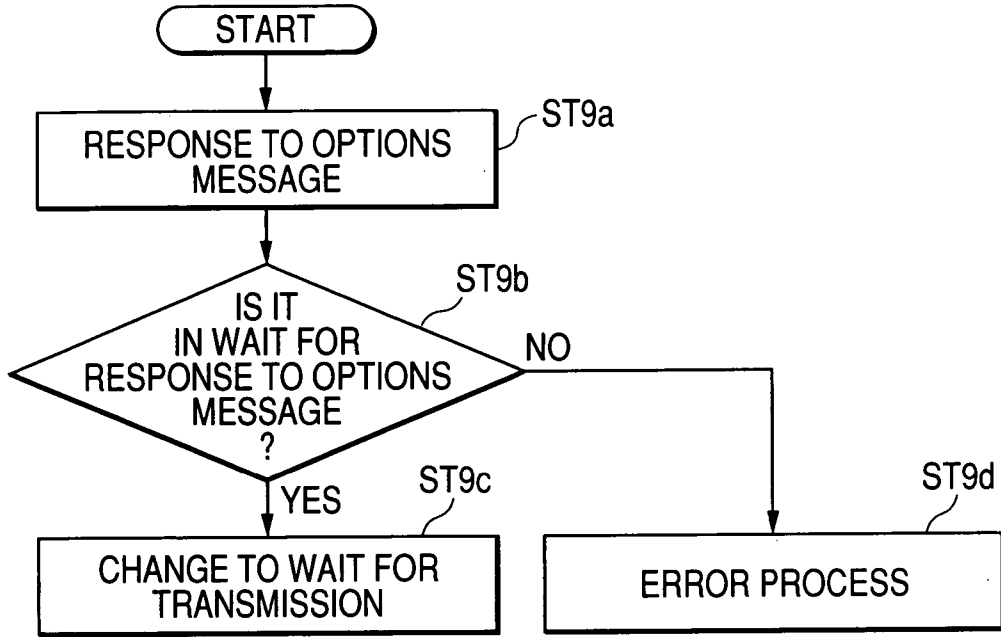 START
RESPONSE TO OPTIONS
MESSAGE
ST9a
IS IT
IN WAIT FOR
RESPONSE TO OPTIONS
MESSAGE
?
ST9b
NO
YES
ST9c
CHANGE TO WAIT FOR
TRANSMISSION
ST9d
ERROR PROCESS